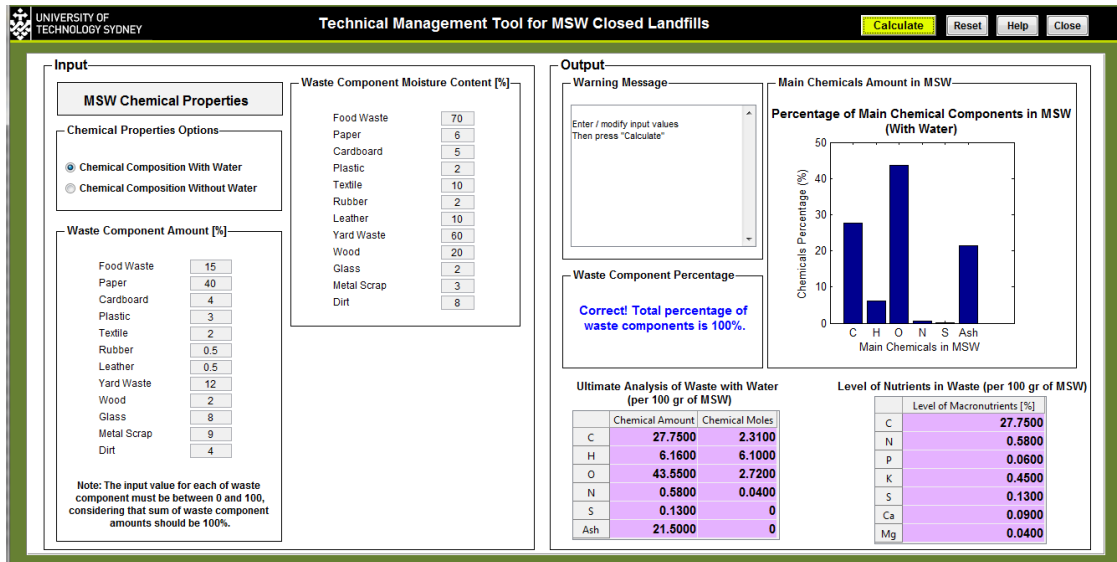 UNIVERSITY OF
TECHNOLOGY SYDNEY
Technical Management Tool for MSW Closed Landfills
Calculate Reset Help Close
Input
MSW Chemical Properties
Chemical Properties Options
Chemical Composition With Water
Chemical Composition Without Water
Waste Component Amount [%]
Food Waste 15
Paper 40
Cardboard 4
Plastic 3
Textile 2
Rubber 0.5
Leather 0.5
Yard Waste 12
Wood 2
Glass 8
Metal Scrap 9
Dirt 4
Note: The input value for each of waste
component must be between 0 and 100,
considering that sum of waste component
amounts should be 100%.
Waste Component Moisture Content [%]
Food Waste 70
Paper 6
Cardboard 5
Plastic 2
Textile 10
Rubber 2
Leather 10
Yard Waste 60
Wood 20
Glass 2
Metal Scrap 3
Dirt 8
Output
Warning Message
Enter / modify input values
Then press "Calculate"
Waste Component Percentage
Correct! Total percentage of
waste components is 100%.
Main Chemicals Amount in MSW
Percentage of Main Chemical Components in MSW
(With Water)
Chemicals Percentage (%)
50
40
30
20
10
0
C H O N S Ash
Main Chemicals in MSW
Ultimate Analysis of Waste with Water
(per 100 gr of MSW)
Chemical Amount Chemical Moles
C 27.7500 2.3100
H 6.1600 6.1000
O 43.5500 2.7200
N 0.5800 0.0400
S 0.1300 0
Ash 21.5000 0
Level of Nutrients in Waste (per 100 gr of MSW)
Level of Macronutrients [%]
C 27.7500
N 0.5800
P 0.0600
K 0.4500
S 0.1300
Ca 0.0900
Mg 0.0400